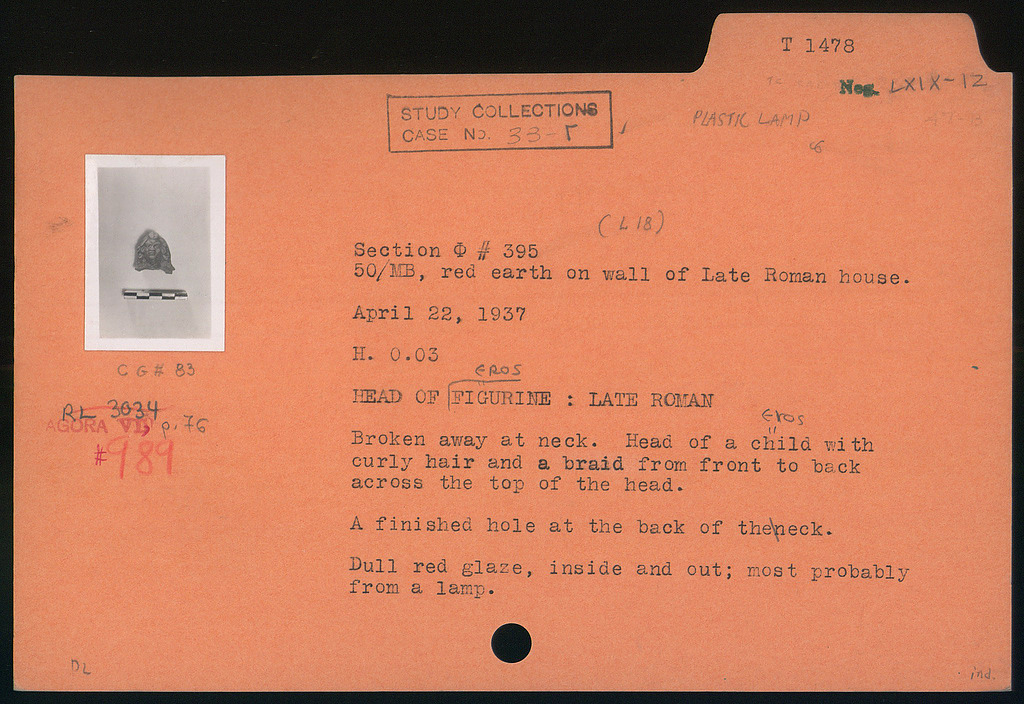 T 1478
Neg. LXIX-12
STUDY COLLECTIONS
CASE No. 33-Γ
PLASTIC LAMP
(L 18)
Section Φ # 395
50/MB, red earth on wall of Late Roman house.
April 22, 1937
H. 0.03
EROS
HEAD OF FIGURINE : LATE ROMAN
Eros
Broken away at neck. Head of a child with
curly hair and a braid from front to back
across the top of the head.
A finished hole at the back of the\neck.
Dull red glaze, inside and out; most probably
from a lamp.
C G # 83
RL 3034
AGORA VII, p. 76
#989
DL
ind.